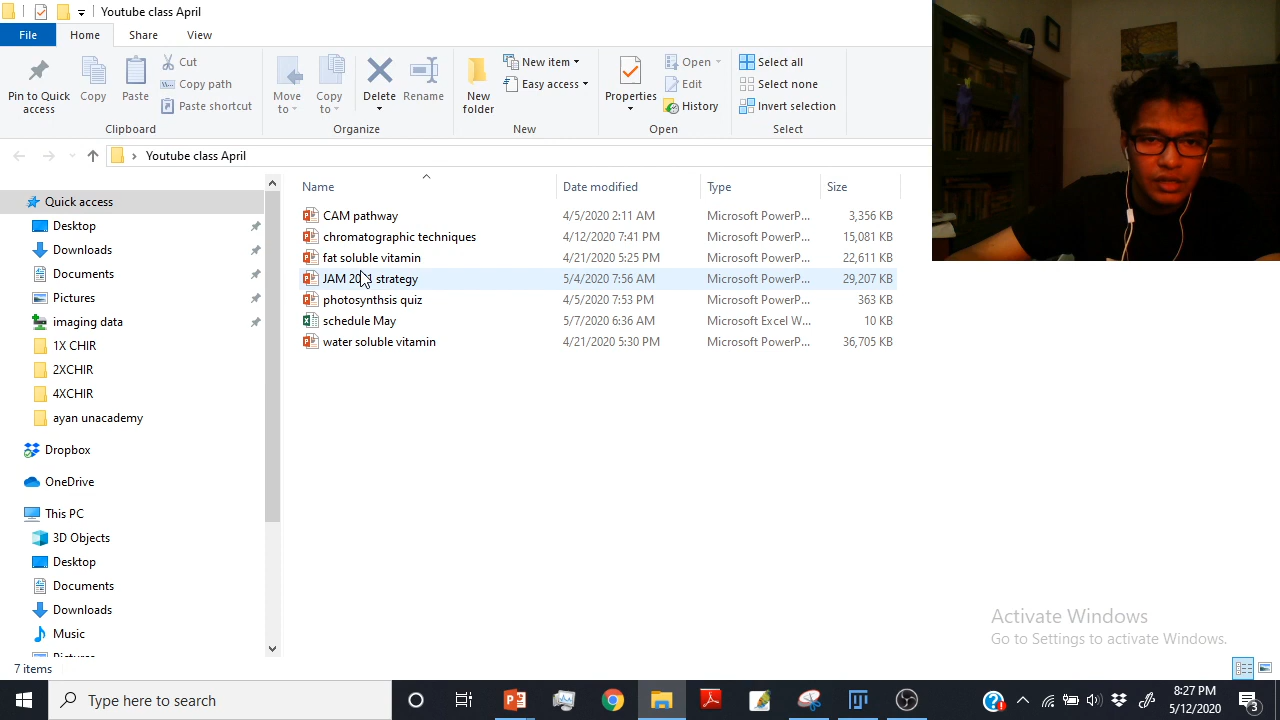 Youtube class April
File Home Share View
Pin to Quick access
Copy
Paste
Cut
Copy path
Paste shortcut
Clipboard
Move to
Copy to
Delete
Rename
Organize
New folder
New item
Easy access
New
Properties
Open
Edit
History
Open
Select all
Select none
Invert selection
Select
Youtube class April
Quick access
Desktop
Downloads
Documents
Pictures
imaging data
1X CHIR
2XCHIR
4XCHIR
ayan unacademy
Dropbox
OneDrive
This PC
3D Objects
Desktop
Documents
Downloads
Music
Name Date modified Type Size
CAM pathway 4/5/2020 2:11 AM Microsoft PowerP... 3,356 KB
chromatographic techniques 4/12/2020 7:41 PM Microsoft PowerP... 15,081 KB
fat soluble vitamin 4/21/2020 5:25 PM Microsoft PowerP... 22,611 KB
JAM strategy 5/4/2020 7:56 AM Microsoft PowerP... 29,207 KB
photosynthsis quiz 4/5/2020 7:53 PM Microsoft PowerP... 363 KB
schedule May 5/7/2020 6:36 AM Microsoft Excel W... 10 KB
water soluble vitamin 4/21/2020 5:30 PM Microsoft PowerP... 36,705 KB
Activate Windows
Go to Settings to activate Windows.
7 items
Type here to search
8:27 PM
5/12/2020
3